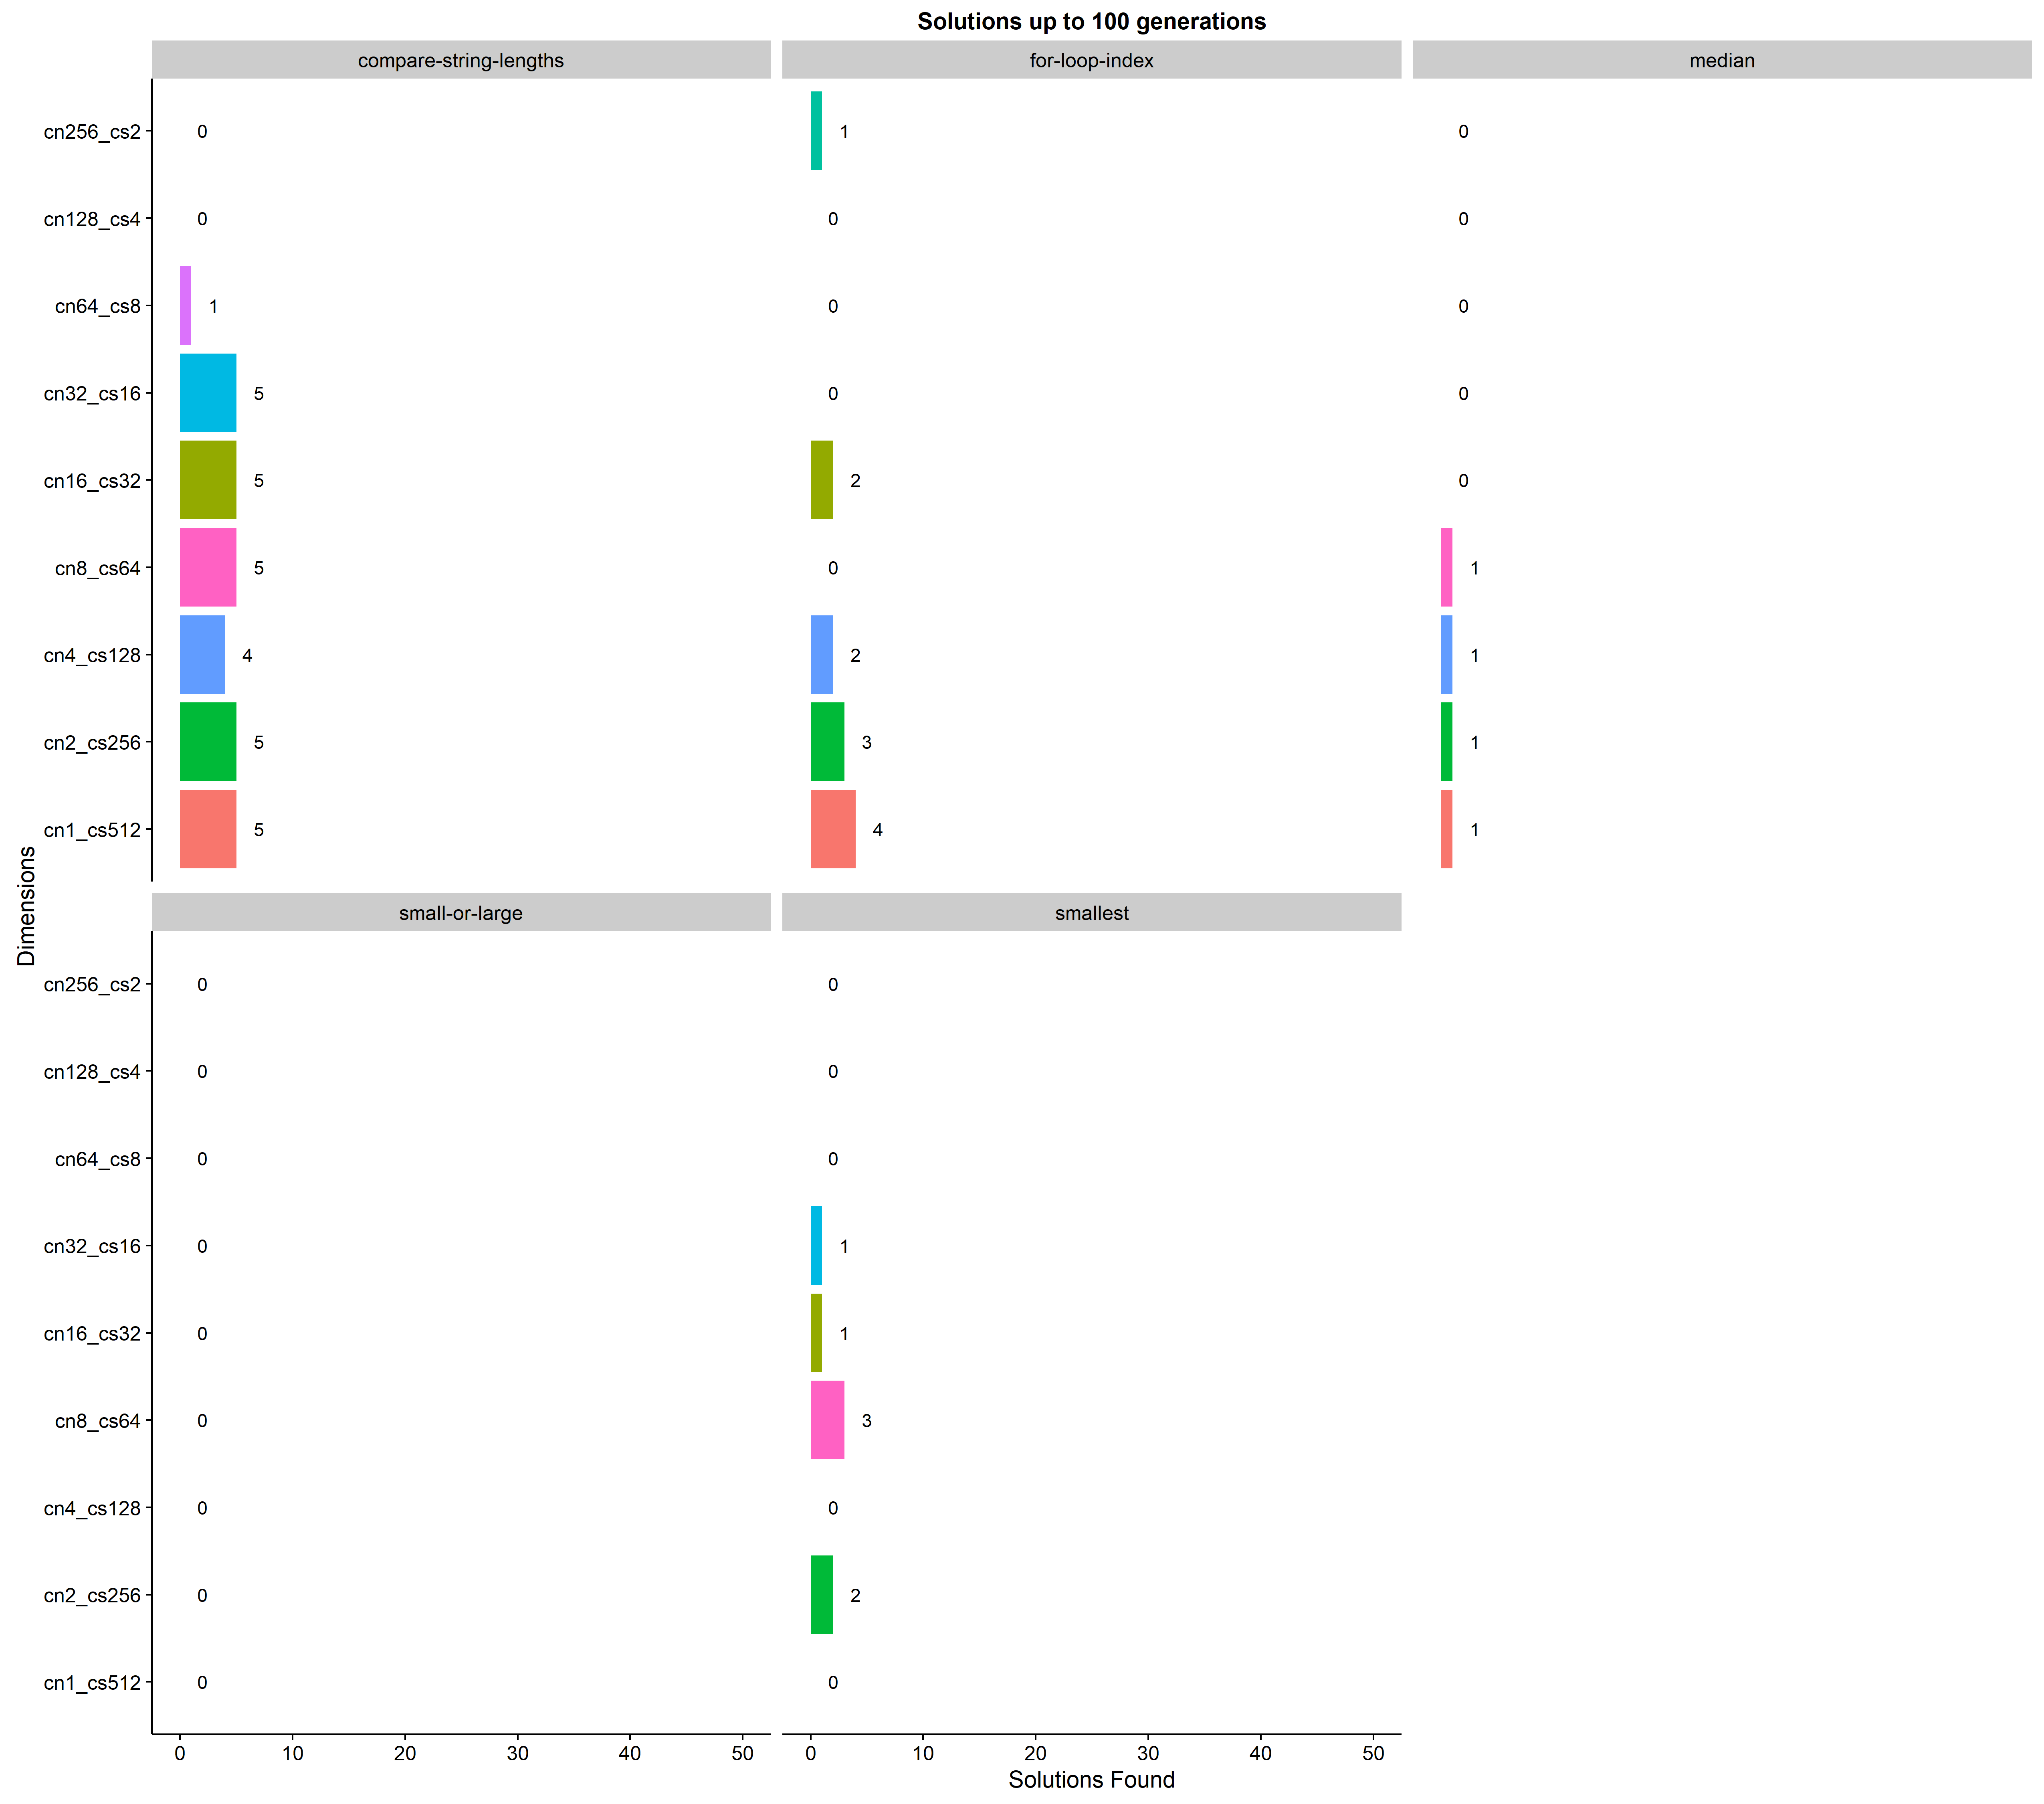 Solutions up to 100 generations
compare-string-lengths for-loop-index median
cn256_cs2 0 1 0
cn128_cs4 0 0 0
cn64_cs8 1 0 0
cn32_cs16 5 0 0
cn16_cs32 5 2 0
cn8_cs64 5 0 1
cn4_cs128 4 2 1
cn2_cs256 5 3 1
cn1_cs512 5 4 1
Dimensions
small-or-large smallest
cn256_cs2 0 0
cn128_cs4 0 0
cn64_cs8 0 0
cn32_cs16 0 1
cn16_cs32 0 1
cn8_cs64 0 3
cn4_cs128 0 0
cn2_cs256 0 2
cn1_cs512 0 0
0 10 20 30 40 50 0 10 20 30 40 50
Solutions Found